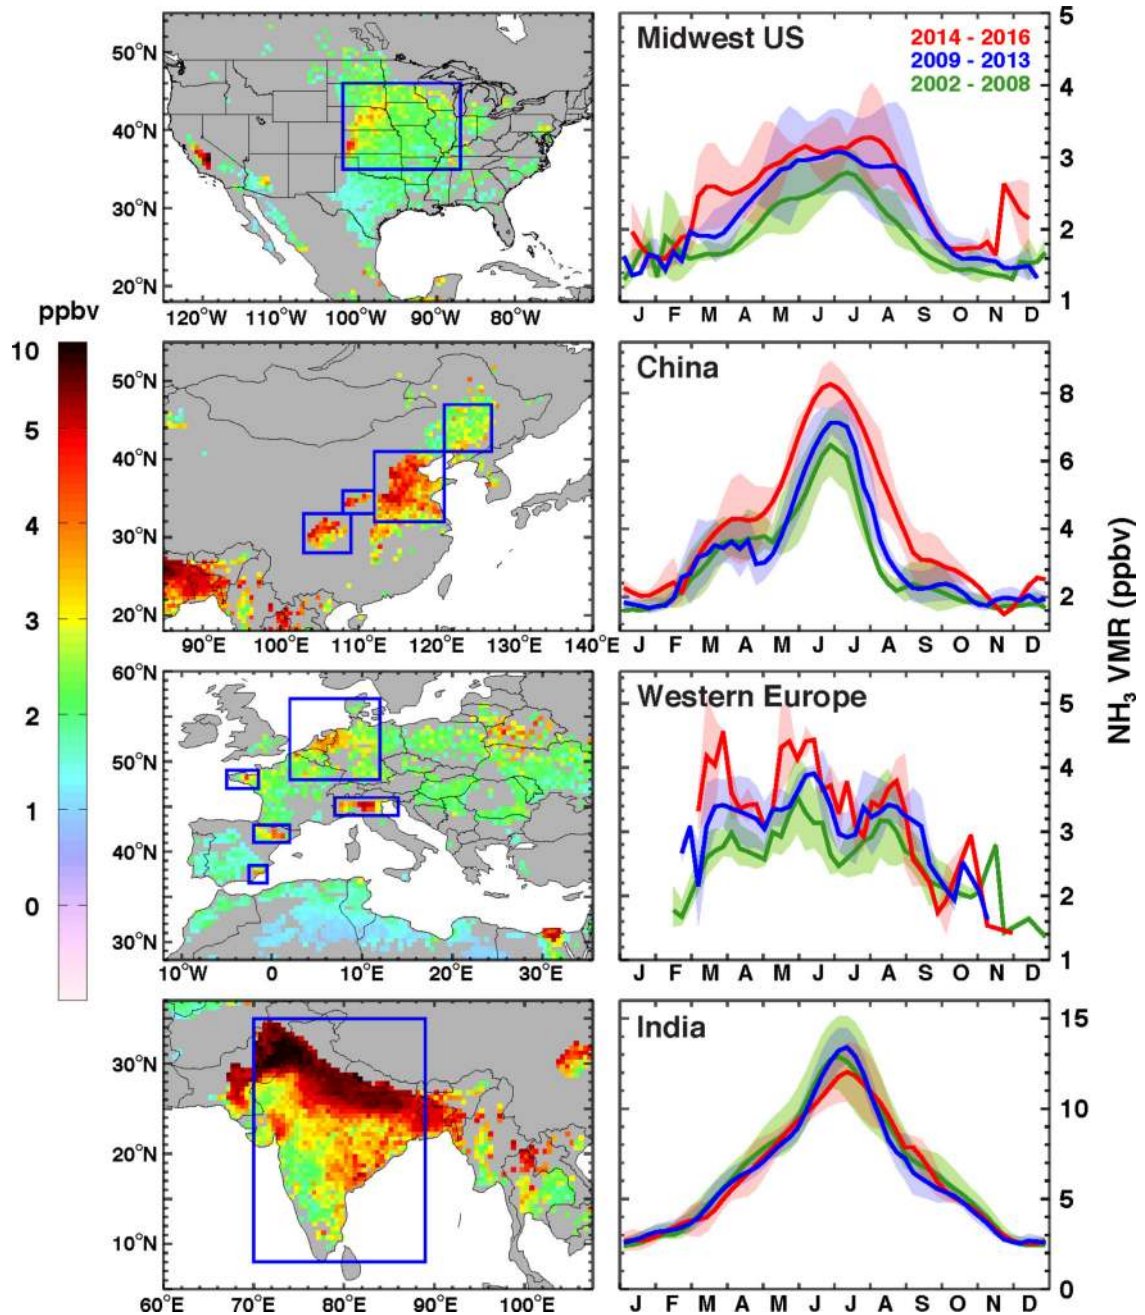 ppbv
10
5
4
3
2
1
0
50°N
40°N
30°N
20°N
120°W 110°W 100°W 90°W 80°W
Midwest US
2014 - 2016
2009 - 2013
2002 - 2008
5
4
3
2
1
J F M A M J J A S O N D
50°N
40°N
30°N
20°N
90°E 100°E 110°E 120°E 130°E 140°E
China
8
6
4
2
J F M A M J J A S O N D
NH3 VMR (ppbv)
60°N
50°N
40°N
30°N
10°W 0 10°E 20°E 30°E
Western Europe
5
4
3
2
1
J F M A M J J A S O N D
30°N
20°N
10°N
60°E 70°E 80°E 90°E 100°E
India
15
10
5
0
J F M A M J J A S O N D